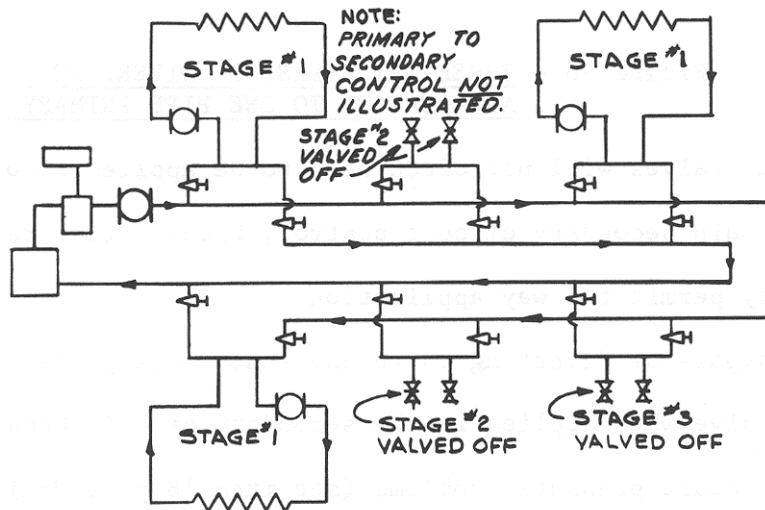 NOTE:
PRIMARY TO
SECONDARY
CONTROL NOT
ILLUSTRATED.
STAGE #1
STAGE #1
STAGE #2
VALVED
OFF
STAGE #1
STAGE #2
VALVED OFF
STAGE #3
VALVED OFF